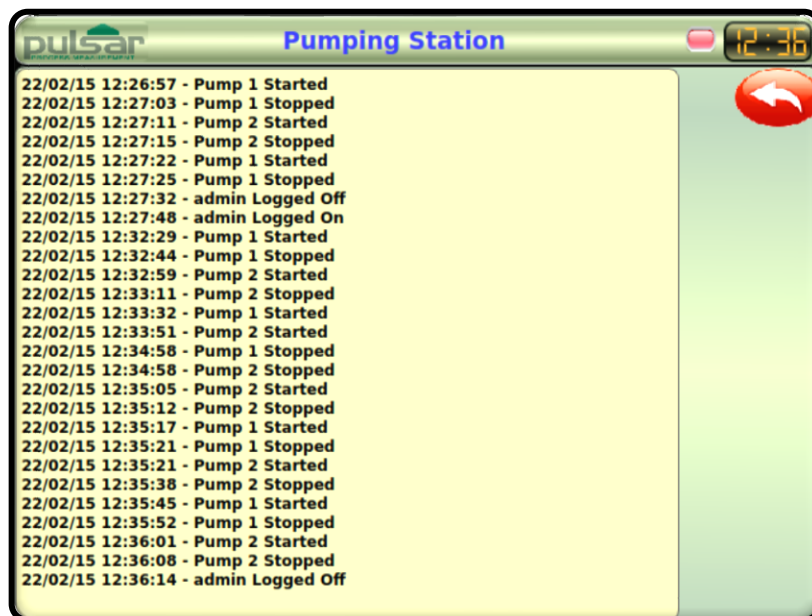 pulsar
PROCESS MEASUREMENT
Pumping Station
12:36
22/02/15 12:26:57 - Pump 1 Started
22/02/15 12:27:03 - Pump 1 Stopped
22/02/15 12:27:11 - Pump 2 Started
22/02/15 12:27:15 - Pump 2 Stopped
22/02/15 12:27:22 - Pump 1 Started
22/02/15 12:27:25 - Pump 1 Stopped
22/02/15 12:27:32 - admin Logged Off
22/02/15 12:27:48 - admin Logged On
22/02/15 12:32:29 - Pump 1 Started
22/02/15 12:32:44 - Pump 1 Stopped
22/02/15 12:32:59 - Pump 2 Started
22/02/15 12:33:11 - Pump 2 Stopped
22/02/15 12:33:32 - Pump 1 Started
22/02/15 12:33:51 - Pump 2 Started
22/02/15 12:34:58 - Pump 1 Stopped
22/02/15 12:34:58 - Pump 2 Stopped
22/02/15 12:35:05 - Pump 2 Started
22/02/15 12:35:12 - Pump 2 Stopped
22/02/15 12:35:17 - Pump 1 Started
22/02/15 12:35:21 - Pump 1 Stopped
22/02/15 12:35:21 - Pump 2 Started
22/02/15 12:35:38 - Pump 2 Stopped
22/02/15 12:35:45 - Pump 1 Started
22/02/15 12:35:52 - Pump 1 Stopped
22/02/15 12:36:01 - Pump 2 Started
22/02/15 12:36:08 - Pump 2 Stopped
22/02/15 12:36:14 - admin Logged Off